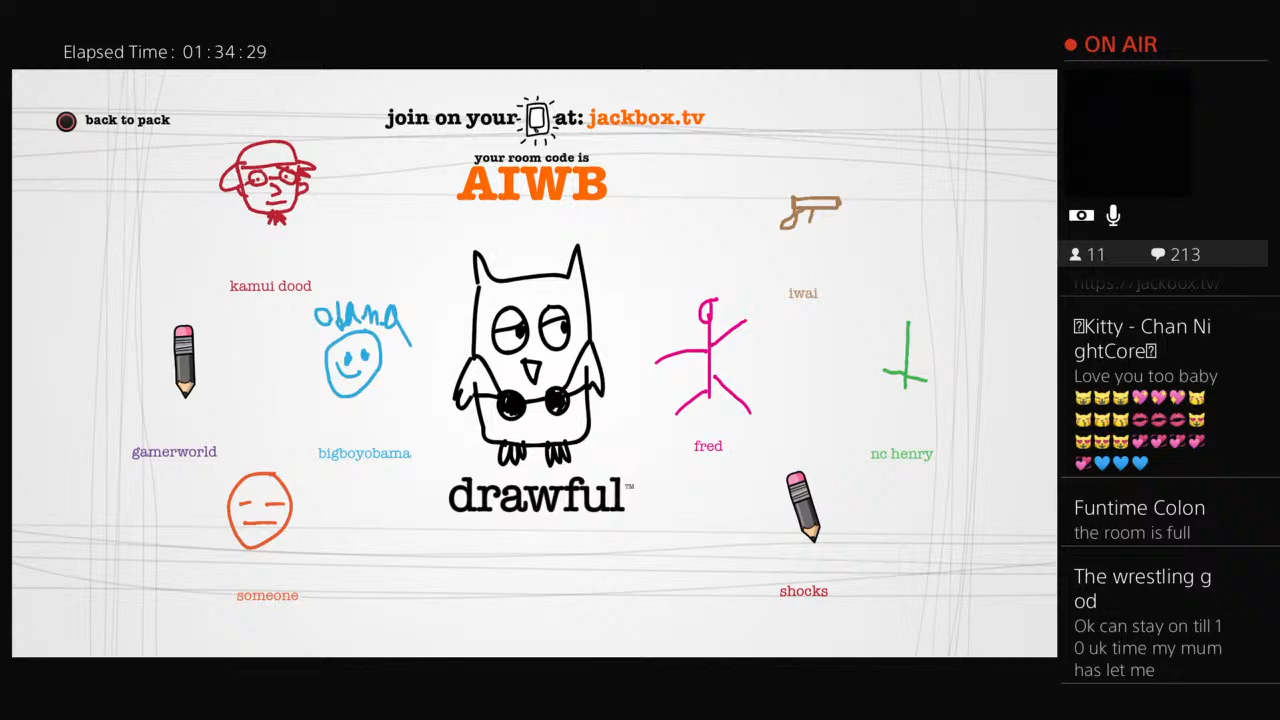 Elapsed Time: 01:34:29
ON AIR
back to pack
join on your at: jackbox.tv
your room code is
AIWB
kamui dood
iwai
obama
gamerworld
bigboyobama
fred
nc henry
drawful™
someone
shocks
11 213
https://jackbox.tv/
Kitty - Chan Ni
ghtCore
Love you too baby
Funtime Colon
the room is full
The wrestling g
od
Ok can stay on till 1
0 uk time my mum
has let me